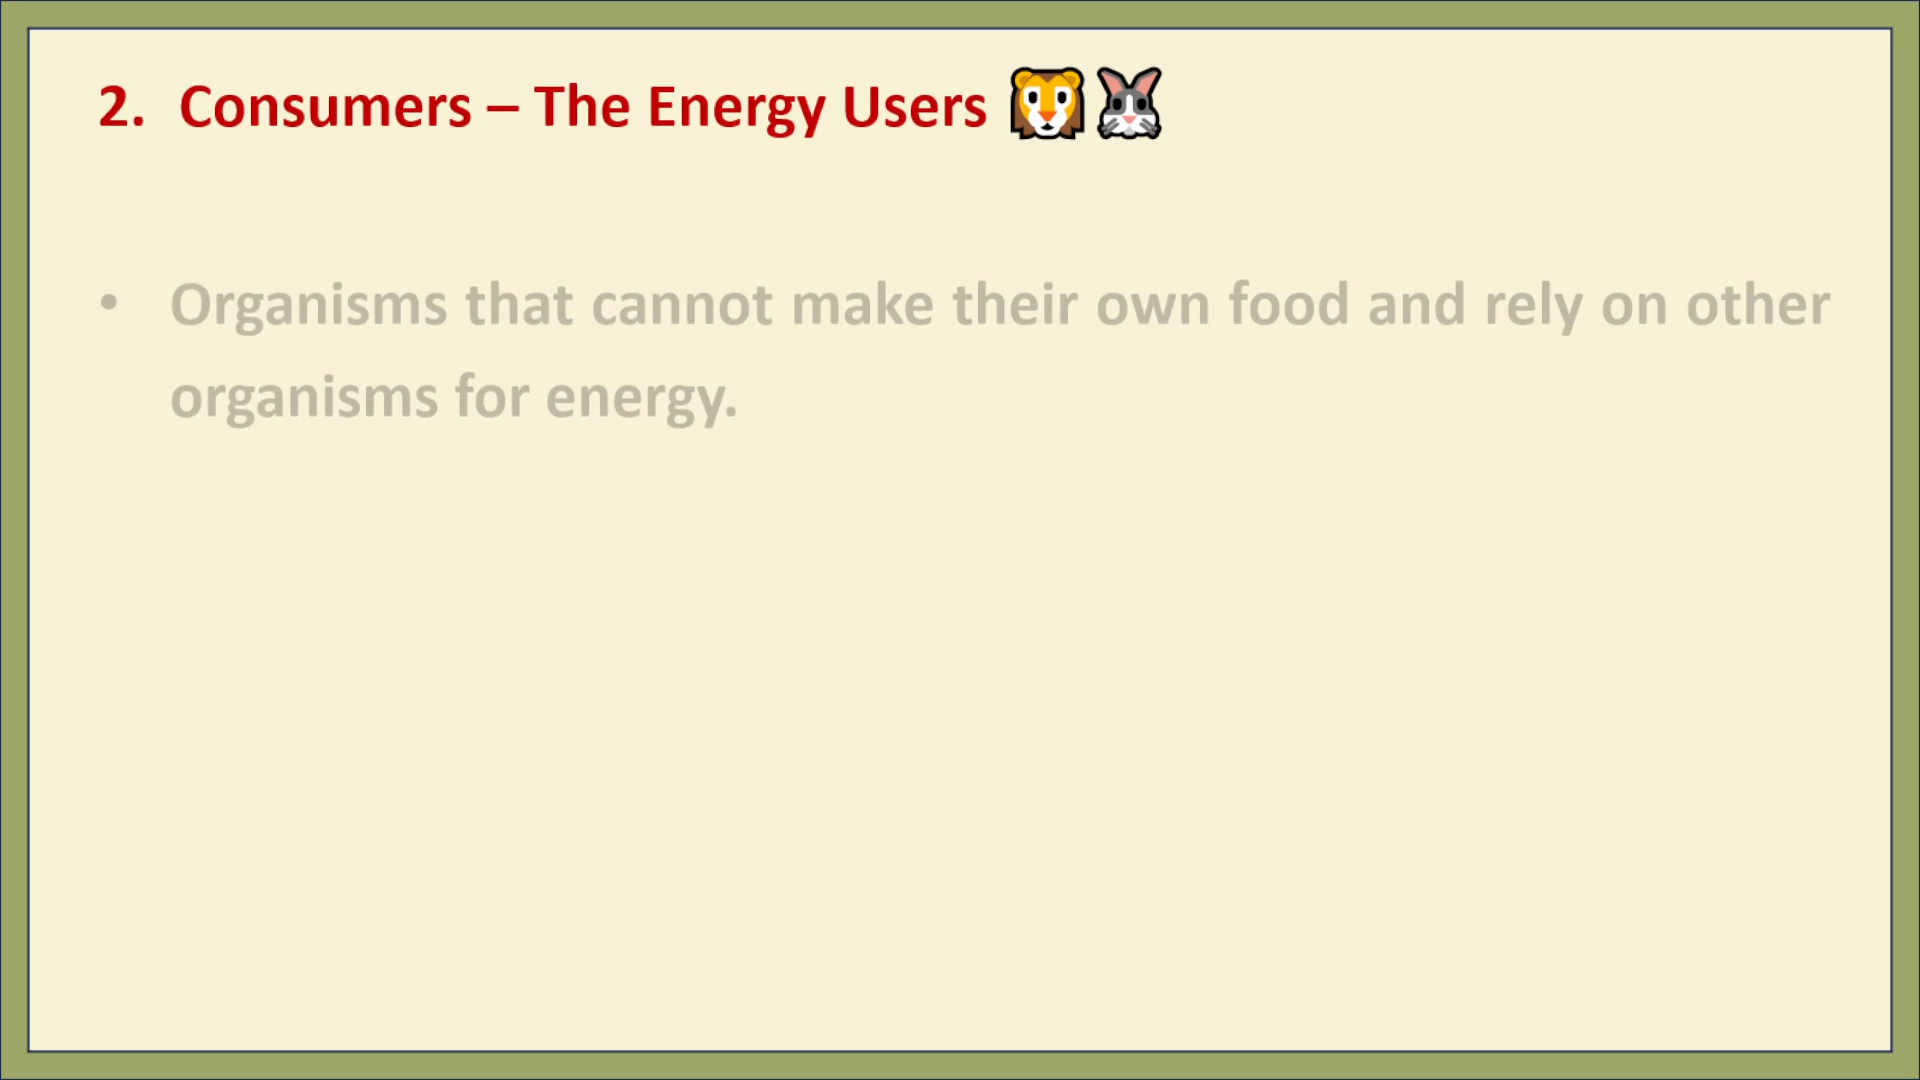 2. Consumers – The Energy Users 🦁🐰
• Organisms that cannot make their own food and rely on other
organisms for energy.